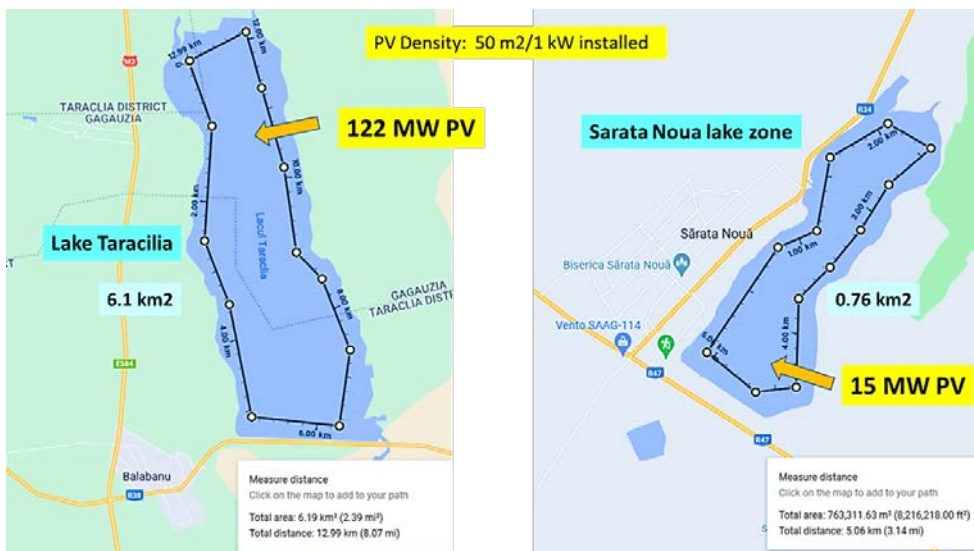 PV Density: 50 m2/1 kW installed
12.99 km
0
12.00 km
M3
TARACLIA DISTRICT
GAGAUZIA
122 MW PV
10.00 km
2.00 km
Lacul Taraclia
Lake Taracilia
6.1 km2
GAGAUZIA
TARACLIA DISTRICT
8.00 km
4.00 km
E584
6.00 km
Balabanu
R38
Measure distance
Click on the map to add to your path
Total area: 6.19 km² (2.39 mi²)
Total distance: 12.99 km (8.07 mi)
R34
Sarata Noua lake zone
2.00 km
3.00 km
Sărata Nouă
1.00 km
Biserica Sărata Nouă
0.76 km2
Vento SAAG-114
4.00 km
R47
15 MW PV
R47
Measure distance
Click on the map to add to your path
Total area: 763,311.63 m² (8,216,218.00 ft²)
Total distance: 5.06 km (3.14 mi)